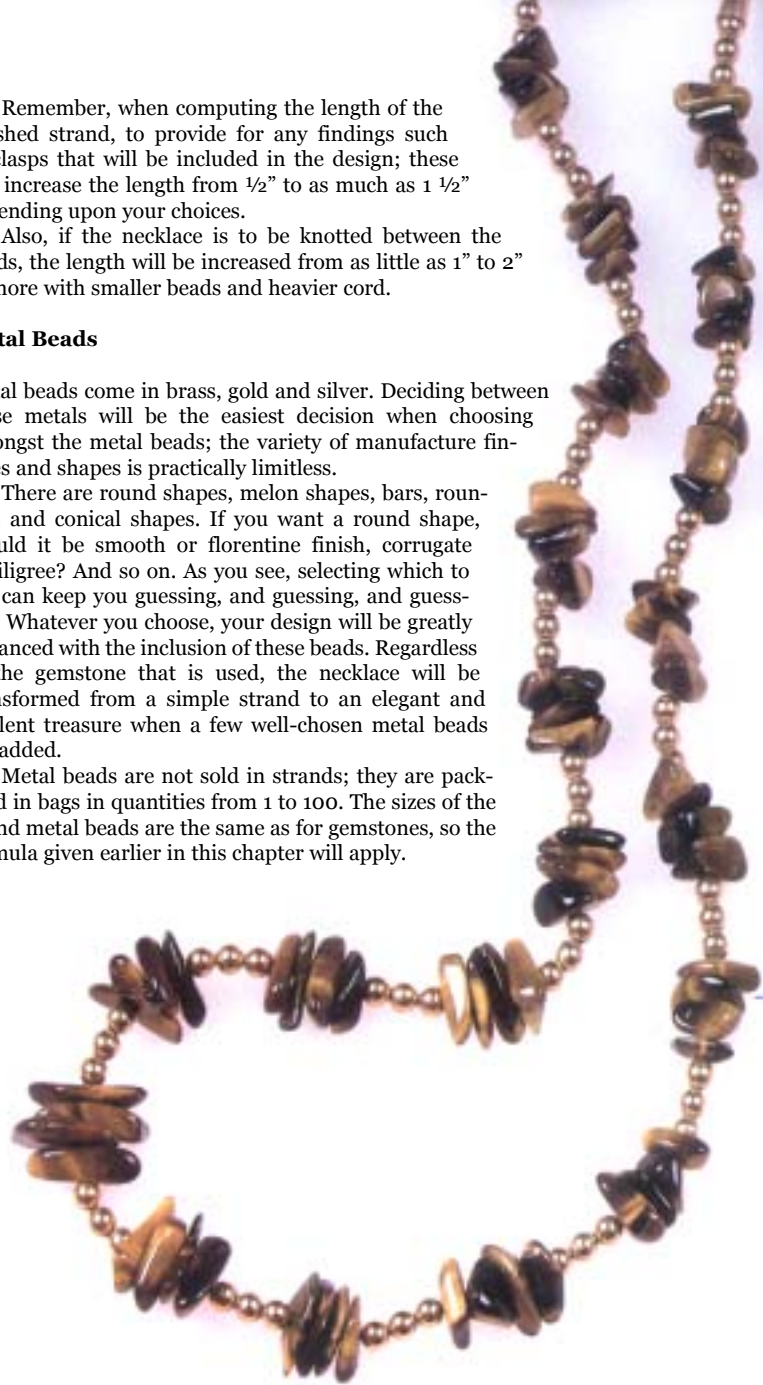 Remember, when computing the length of the
shed strand, to provide for any findings such
clasps that will be included in the design; these
increase the length from ½” to as much as 1 ½”
ending upon your choices.
Also, if the necklace is to be knotted between the
ds, the length will be increased from as little as 1” to 2”
more with smaller beads and heavier cord.
tal Beads
al beads come in brass, gold and silver. Deciding between
se metals will be the easiest decision when choosing
ongst the metal beads; the variety of manufacture fin-
es and shapes is practically limitless.
There are round shapes, melon shapes, bars, roun-
and conical shapes. If you want a round shape,
uld it be smooth or florentine finish, corrugate
iligree? And so on. As you see, selecting which to
can keep you guessing, and guessing, and guess-
Whatever you choose, your design will be greatly
anced with the inclusion of these beads. Regardless
the gemstone that is used, the necklace will be
nsformed from a simple strand to an elegant and
lent treasure when a few well-chosen metal beads
added.
Metal beads are not sold in strands; they are pack-
d in bags in quantities from 1 to 100. The sizes of the
nd metal beads are the same as for gemstones, so the
mula given earlier in this chapter will apply.